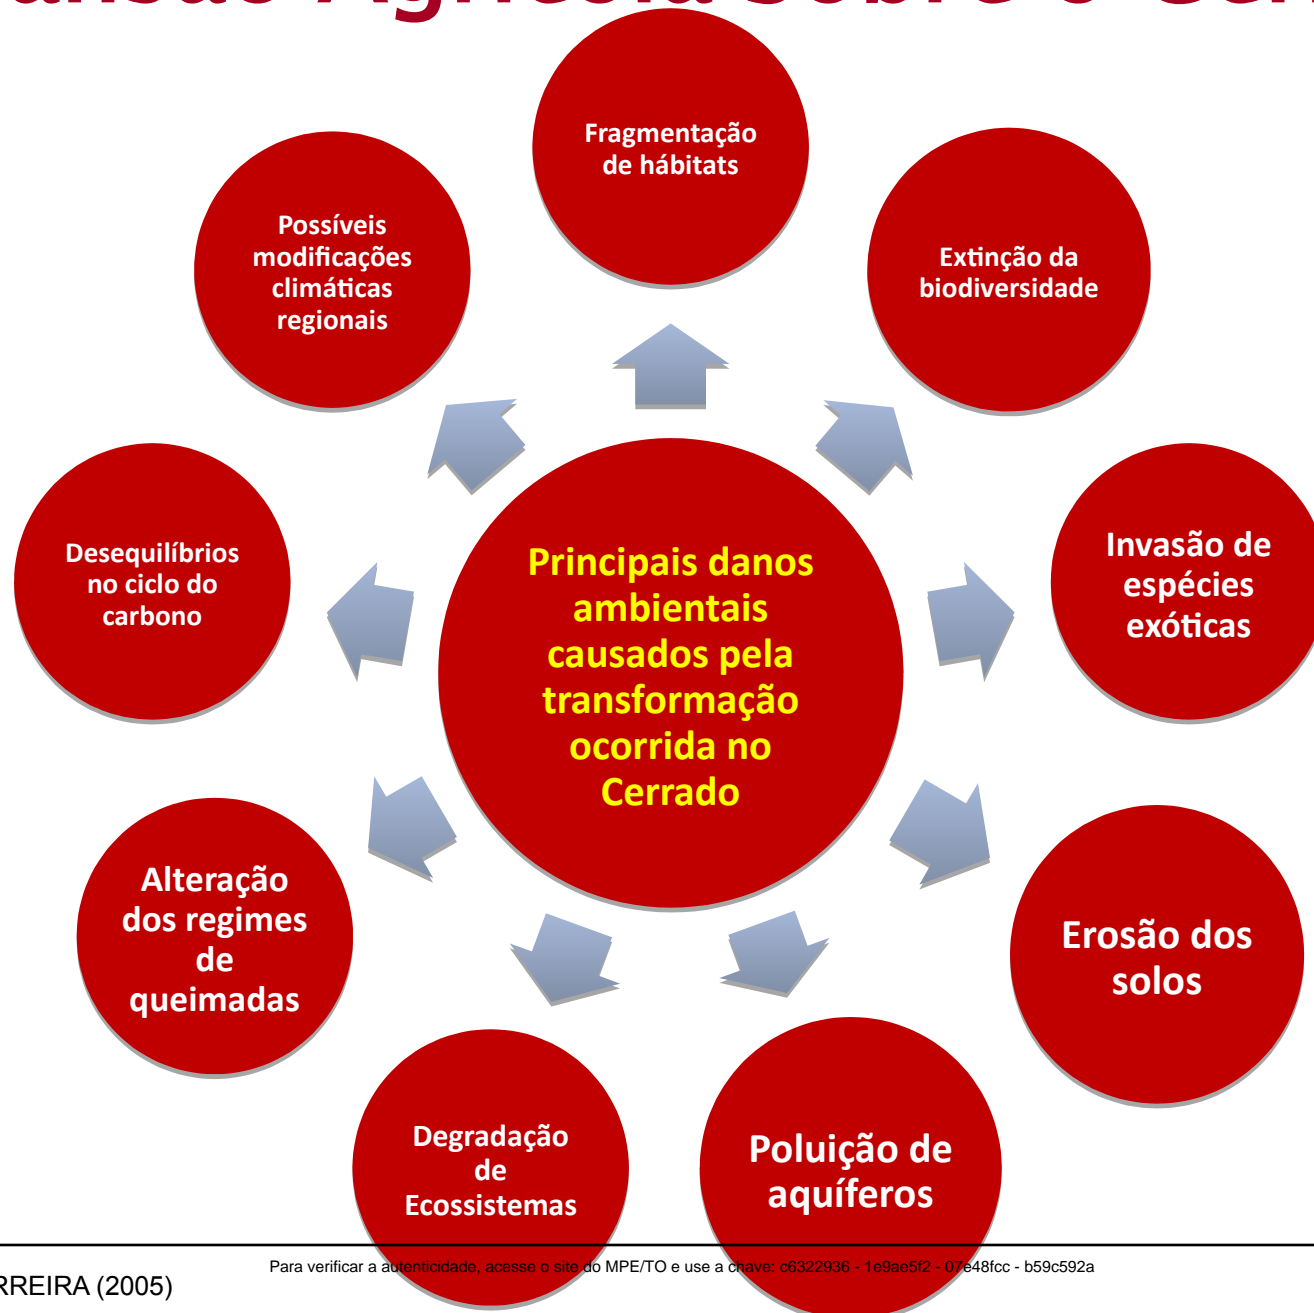 Agrícola Sobre o
Fragmentação
de hábitats
Extinção da
biodiversidade
Invasão de
espécies
exóticas
Erosão dos
solos
Poluição de
aquíferos
Degradação
de
Ecossistemas
Alteração
dos regimes
de
queimadas
Desequilíbrios
no ciclo do
carbono
Possíveis
modificações
climáticas
regionais
Principais danos
ambientais
causados pela
transformação
ocorrida no
Cerrado
Para verificar a autenticidade, acesse o site do MPE/TO e use a chave: c6322936 - 1e9ae5f2 - 07e48fcc - b59c592a
RREIRA (2005)